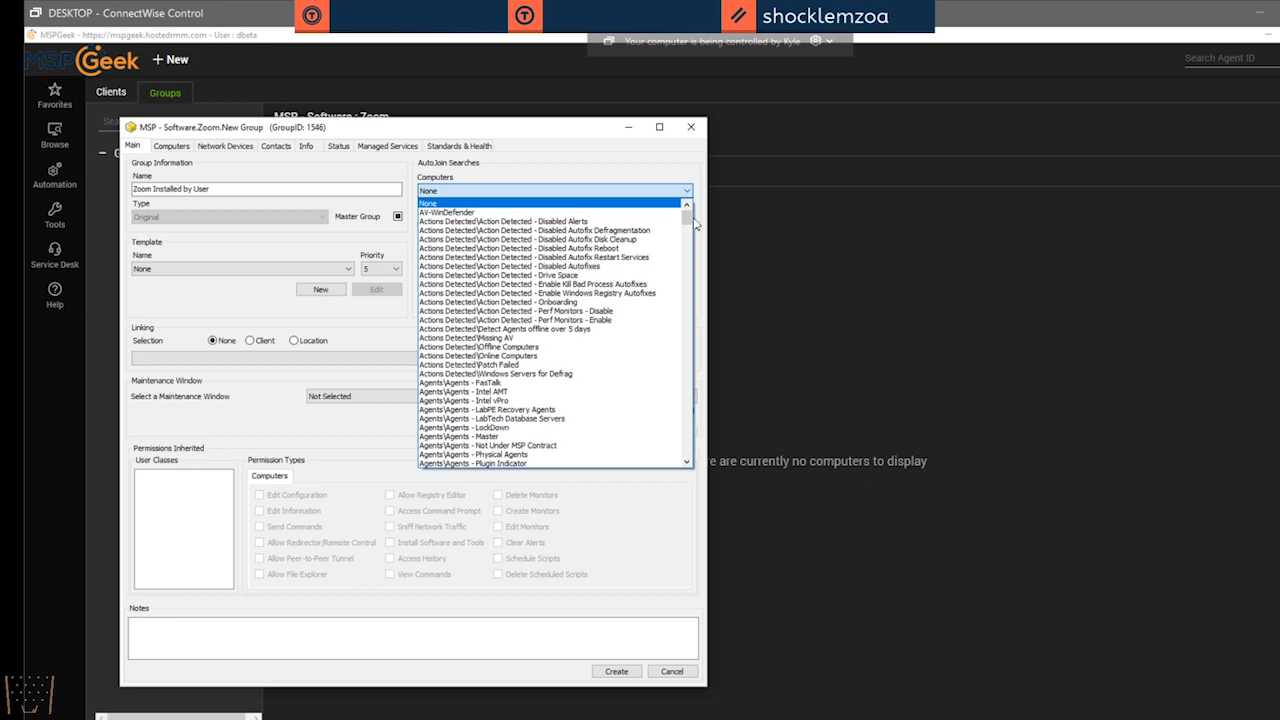 DESKTOP - ConnectWise Control
shocklemzoa
MSPGeek - https://mspgeek.hostedrmm.com - User : dbeta
Your computer is being controlled by Kyle
MSPGeek
+ New
Search Agent ID
Favorites
Browse
Automation
Tools
Service Desk
Help
Clients
Groups
MSP - Software.Zoom.New Group (GroupID: 1546)
Main
Computers
Network Devices
Contacts
Info
Status
Managed Services
Standards & Health
Group Information
Name
Zoom Installed by User
Type
Original
Master Group
Template
Name
Priority
None
5
New
Edit
Linking
Selection
None
Client
Location
Maintenance Window
Select a Maintenance Window
Not Selected
AutoJoin Searches
Computers
None
None
AV-WinDefender
Actions Detected\Action Detected - Disabled Alerts
Actions Detected\Action Detected - Disabled Autofix Defragmentation
Actions Detected\Action Detected - Disabled Autofix Disk Cleanup
Actions Detected\Action Detected - Disabled Autofix Reboot
Actions Detected\Action Detected - Disabled Autofix Restart Services
Actions Detected\Action Detected - Disabled Autofixes
Actions Detected\Action Detected - Drive Space
Actions Detected\Action Detected - Enable Kill Bad Process Autofixes
Actions Detected\Action Detected - Enable Windows Registry Autofixes
Actions Detected\Action Detected - Onboarding
Actions Detected\Action Detected - Perf Monitors - Disable
Actions Detected\Action Detected - Perf Monitors - Enable
Actions Detected\Detect Agents offline over 5 days
Actions Detected\Missing AV
Actions Detected\Offline Computers
Actions Detected\Online Computers
Actions Detected\Patch Failed
Actions Detected\Windows Servers for Defrag
Agents\Agents - FasTalk
Agents\Agents - Intel AMT
Agents\Agents - Intel vPro
Agents\Agents - LabPE Recovery Agents
Agents\Agents - LabTech Database Servers
Agents\Agents - LockDown
Agents\Agents - Master
Agents\Agents - Not Under MSP Contract
Agents\Agents - Physical Agents
Agents\Agents - Plugin Indicator
re are currently no computers to display
Permissions Inherited
User Classes
Permission Types
Computers
Edit Configuration
Allow Registry Editor
Delete Monitors
Edit Information
Access Command Prompt
Create Monitors
Send Commands
Sniff Network Traffic
Edit Monitors
Allow Redirector/Remote Control
Install Software and Tools
Clear Alerts
Allow Peer-to-Peer Tunnel
Access History
Schedule Scripts
Allow File Explorer
View Commands
Delete Scheduled Scripts
Notes
Create
Cancel